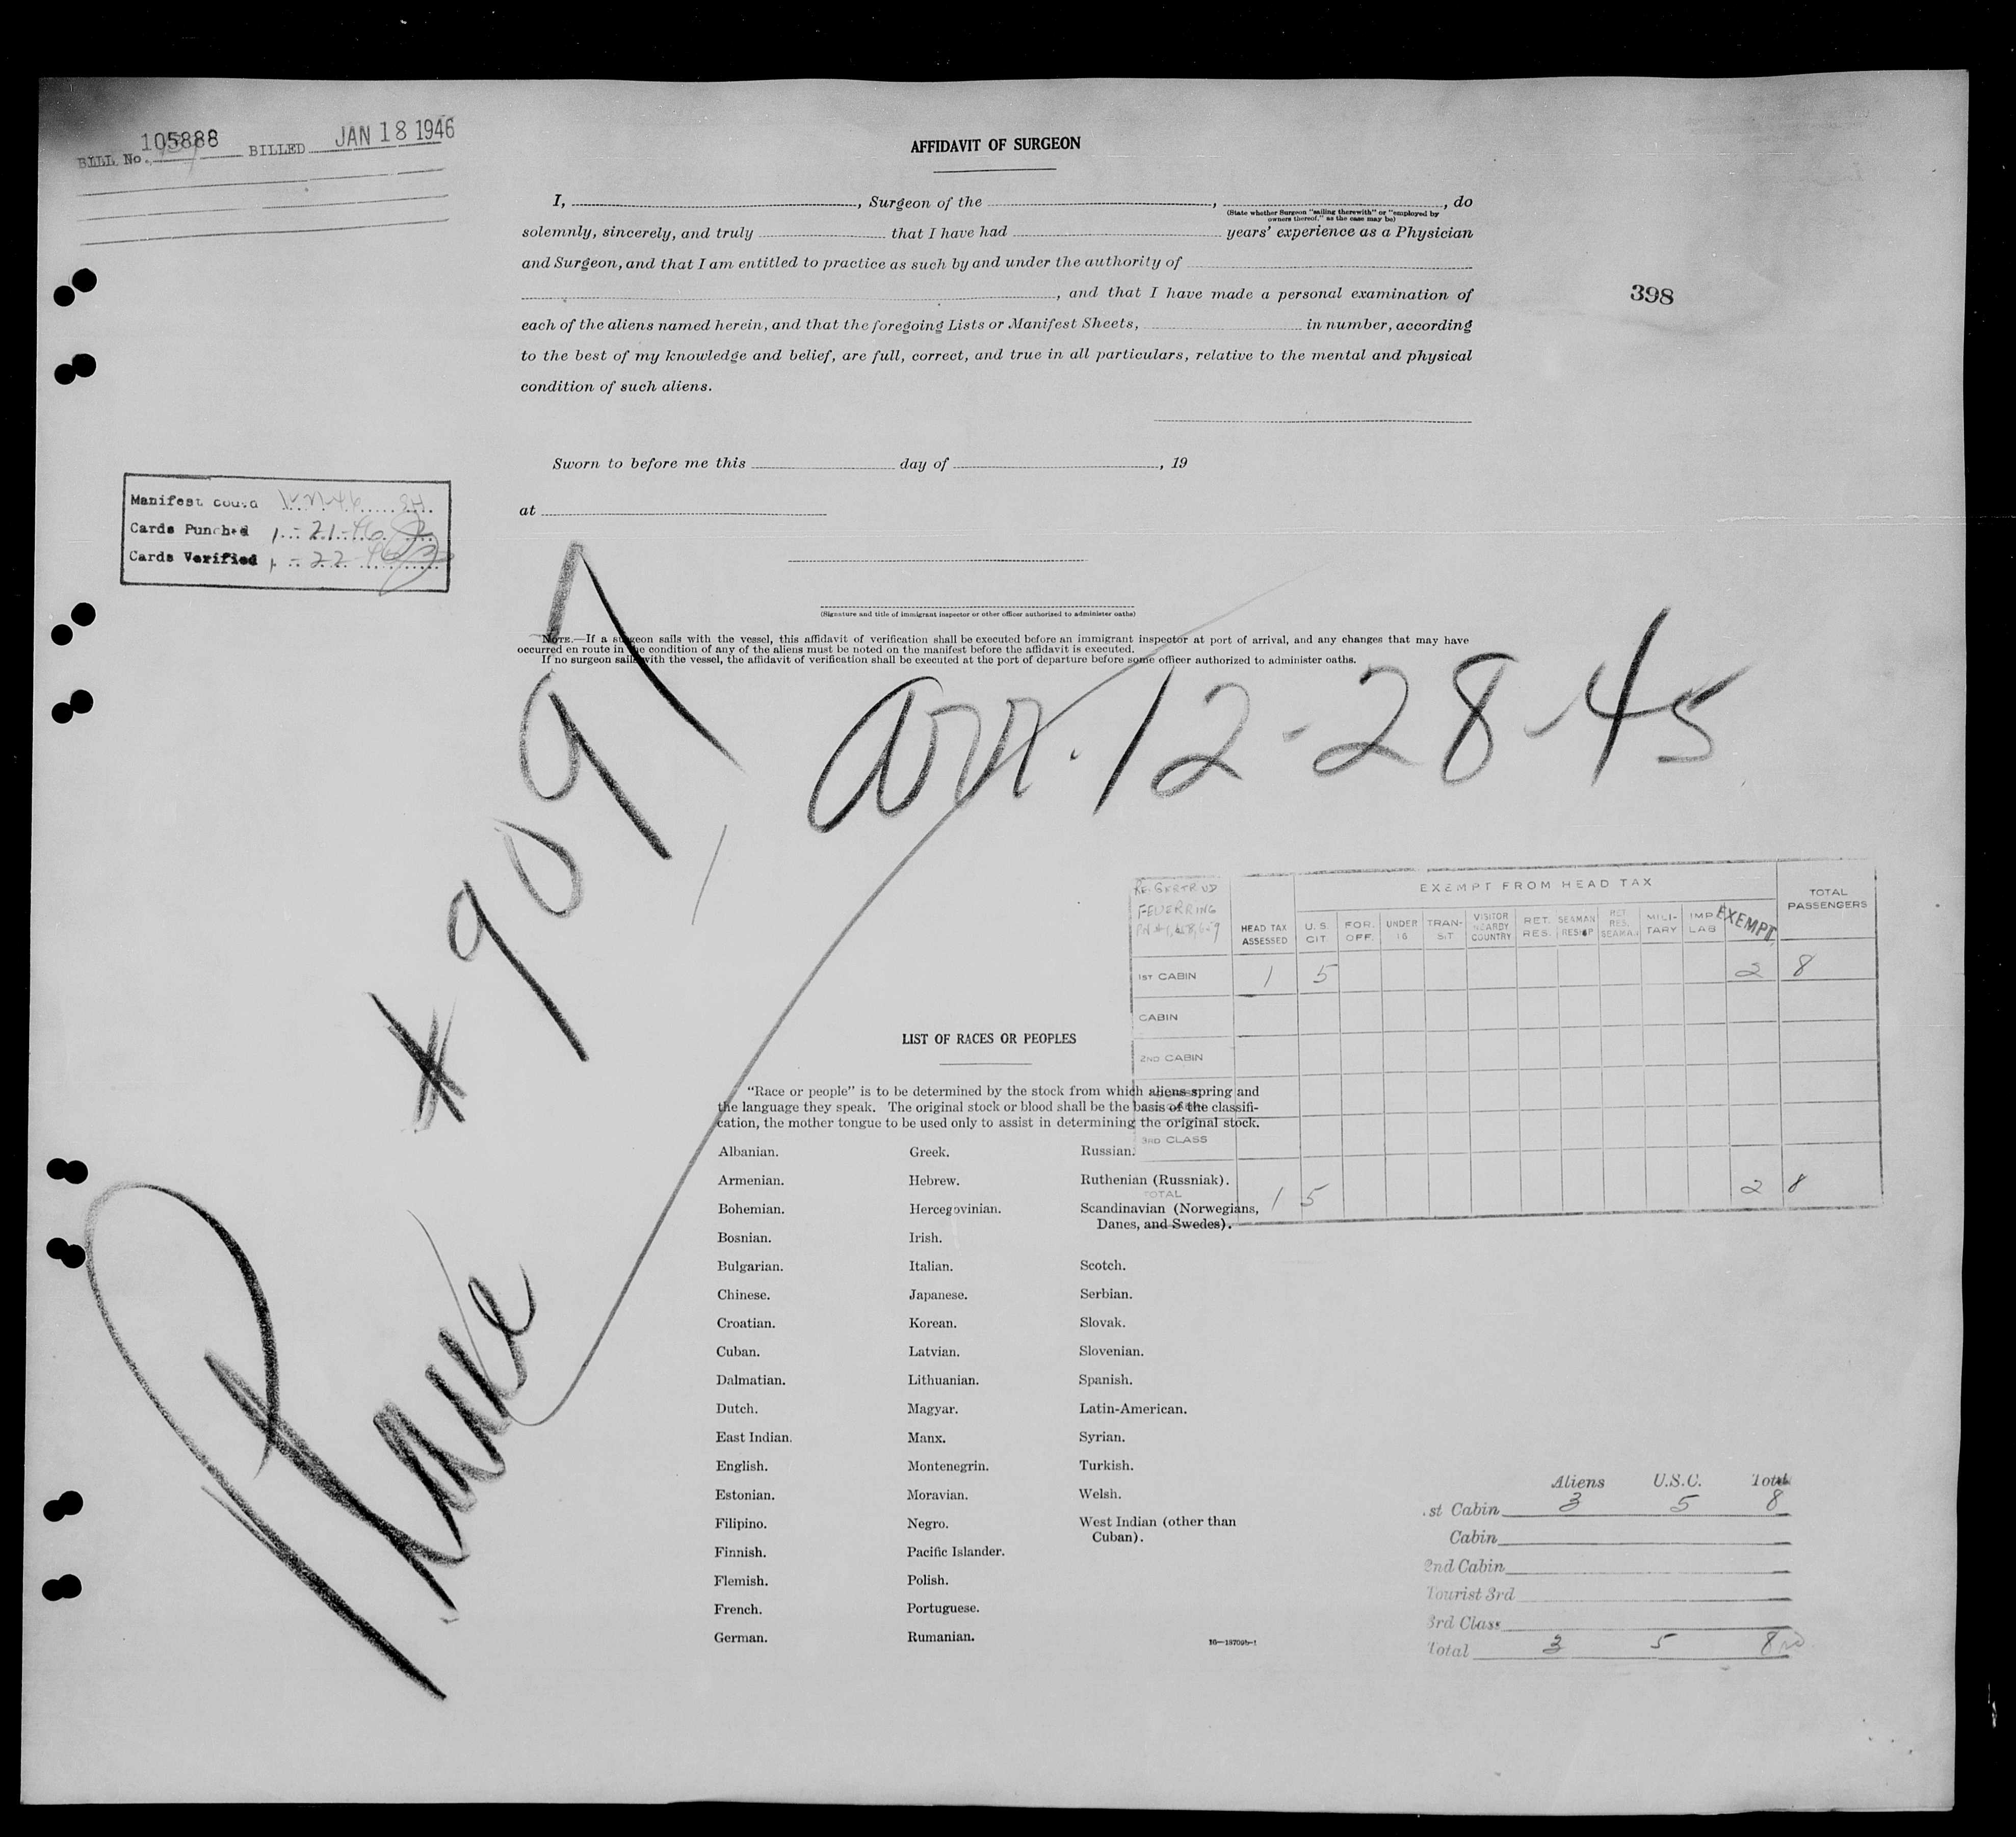 BILL No. 105888 BILLED JAN 18 1946
AFFIDAVIT OF SURGEON
I, , Surgeon of the , , do
(State whether Surgeon "sailing therewith" or "employed by
owners thereof," as the case may be)
solemnly, sincerely, and truly that I have had years' experience as a Physician
and Surgeon, and that I am entitled to practice as such by and under the authority of
, and that I have made a personal examination of
398
each of the aliens named herein, and that the foregoing Lists or Manifest Sheets, in number, according
to the best of my knowledge and belief, are full, correct, and true in all particulars, relative to the mental and physical
condition of such aliens.
Sworn to before me this day of , 19
at
Manifest
Cards Punched 1-21-46
Cards Verified 1-22-46
(Signature and title of immigrant inspector or other officer authorized to administer oaths)
NOTE.—If a surgeon sails with the vessel, this affidavit of verification shall be executed before an immigrant inspector at port of arrival, and any changes that may have
occurred en route in the condition of any of the aliens must be noted on the manifest before the affidavit is executed.
If no surgeon sails with the vessel, the affidavit of verification shall be executed at the port of departure before some officer authorized to administer oaths.
arr. 12-28-45
Plane
RE-GERTRUD
FEUERRING
HEAD TAX
ASSESSED
EXEMPT FROM HEAD TAX
U.S.
CIT.
FOR.
OFF.
UNDER
16
TRAN-
SIT
VISITOR
NEARBY
COUNTRY
RET.
RES.
SEAMAN
RESHIP
RET.
RES.
SEAMAN
MILI-
TARY
IMP.
LAB
EXEMPT.
TOTAL
PASSENGERS
1ST CABIN 1 5 2 8
CABIN
2ND CABIN
3RD CLASS
TOTAL 1 5 2 8
LIST OF RACES OR PEOPLES
"Race or people" is to be determined by the stock from which aliens spring and
the language they speak. The original stock or blood shall be the basis of the classifi-
cation, the mother tongue to be used only to assist in determining the original stock.
Albanian.
Armenian.
Bohemian.
Bosnian.
Bulgarian.
Chinese.
Croatian.
Cuban.
Dalmatian.
Dutch.
East Indian.
English.
Estonian.
Filipino.
Finnish.
Flemish.
French.
German.
Greek.
Hebrew.
Hercegovinian.
Irish.
Italian.
Japanese.
Korean.
Latvian.
Lithuanian.
Magyar.
Manx.
Montenegrin.
Moravian.
Negro.
Pacific Islander.
Polish.
Portuguese.
Rumanian.
Russian.
Ruthenian (Russniak).
Scandinavian (Norwegians,
Danes, and Swedes).
Scotch.
Serbian.
Slovak.
Slovenian.
Spanish.
Latin-American.
Syrian.
Turkish.
Welsh.
West Indian (other than
Cuban).
Aliens U.S.C. Total
st Cabin 3 5 8
Cabin
2nd Cabin
Tourist 3rd
3rd Class
Total 3 5 8